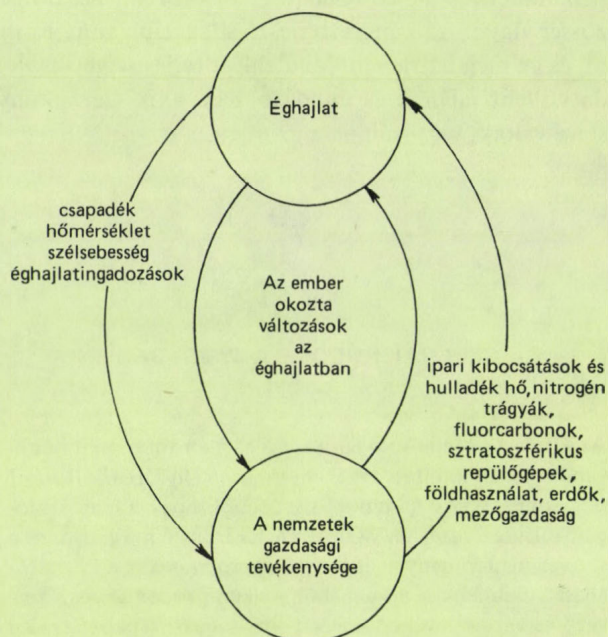 Éghajlat
csapadék
hőmérséklet
szélsebesség
éghajlatingadozások
Az ember
okozta
változások
az
éghajlatban
ipari kibocsátások és
hulladék hő, nitrogén
trágyák,
fluorcarbonok,
sztratoszférikus
repülőgépek,
földhasználat, erdők,
mezőgazdaság
A nemzetek
gazdasági
tevékenysége